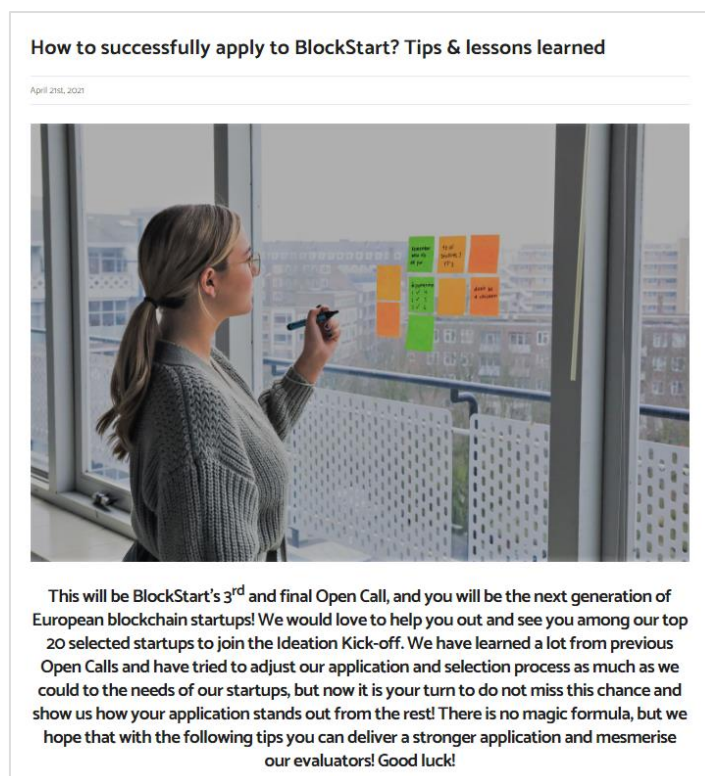 How to successfully apply to BlockStart? Tips & lessons learned
April 21st, 2021
This will be BlockStart's 3rd and final Open Call, and you will be the next generation of
European blockchain startups! We would love to help you out and see you among our top
20 selected startups to join the Ideation Kick-off. We have learned a lot from previous
Open Calls and have tried to adjust our application and selection process as much as we
could to the needs of our startups, but now it is your turn to do not miss this chance and
show us how your application stands out from the rest! There is no magic formula, but we
hope that with the following tips you can deliver a stronger application and mesmerise
our evaluators! Good luck!